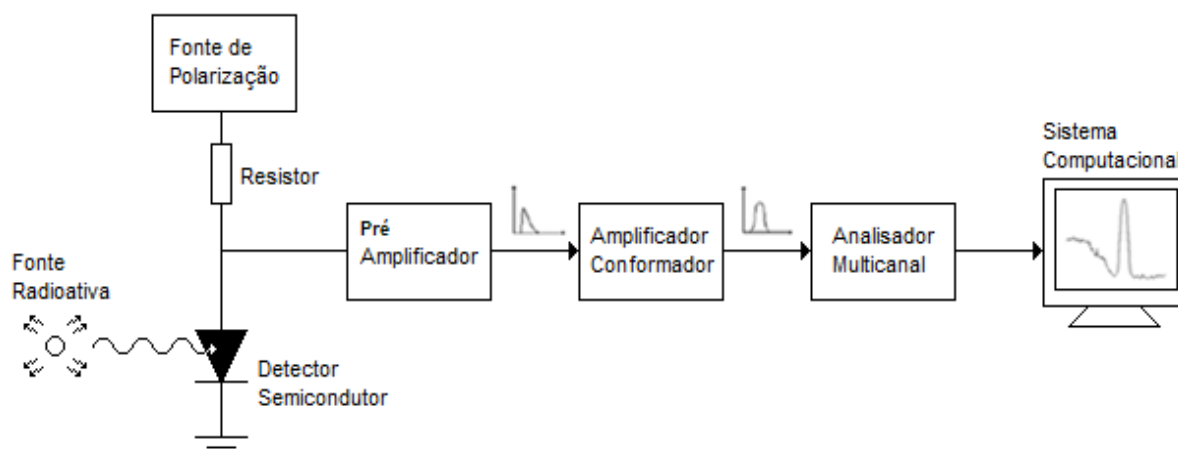 Fonte de
Polarização
Resistor
Sistema
Computacional
Pré
Amplificador
Amplificador
Conformador
Analisador
Multicanal
Fonte
Radioativa
Detector
Semicondutor